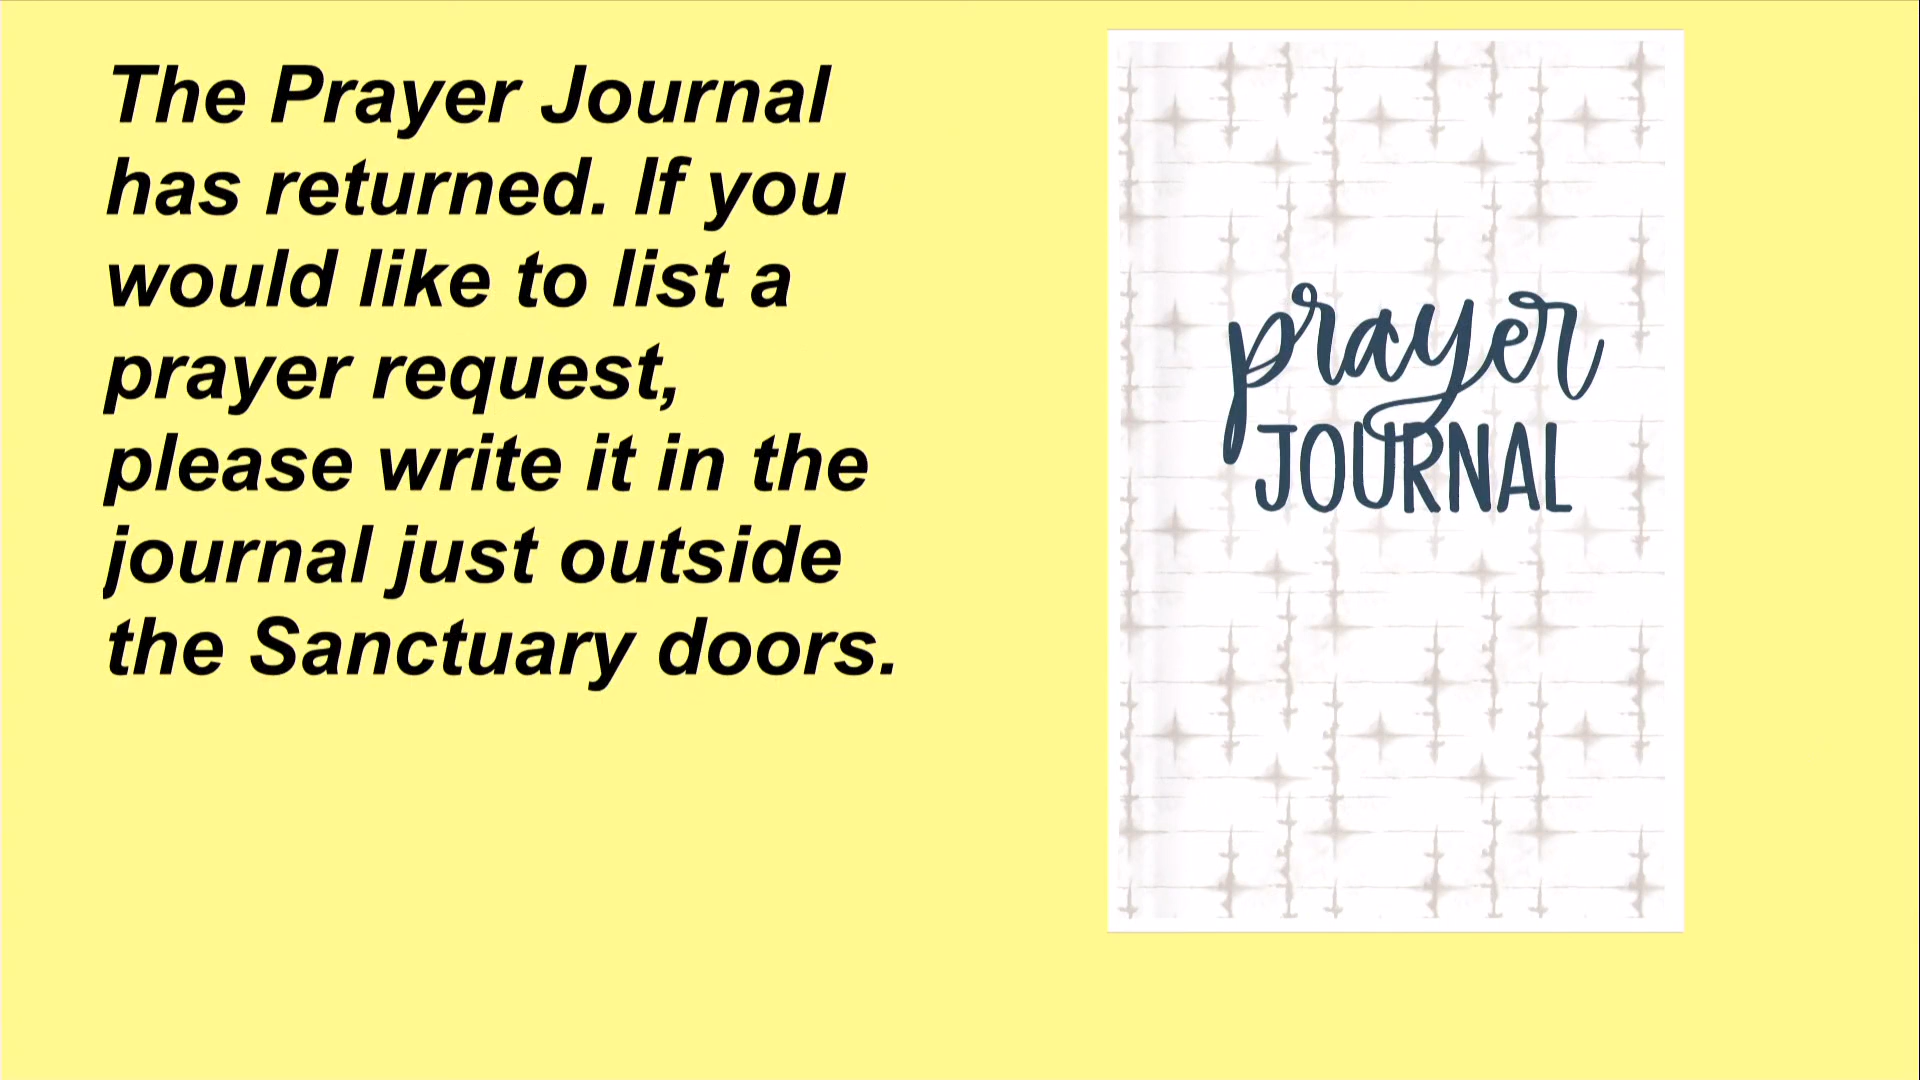 The Prayer Journal
has returned. If you
would like to list a
prayer request,
please write it in the
journal just outside
the Sanctuary doors.
prayer
JOURNAL